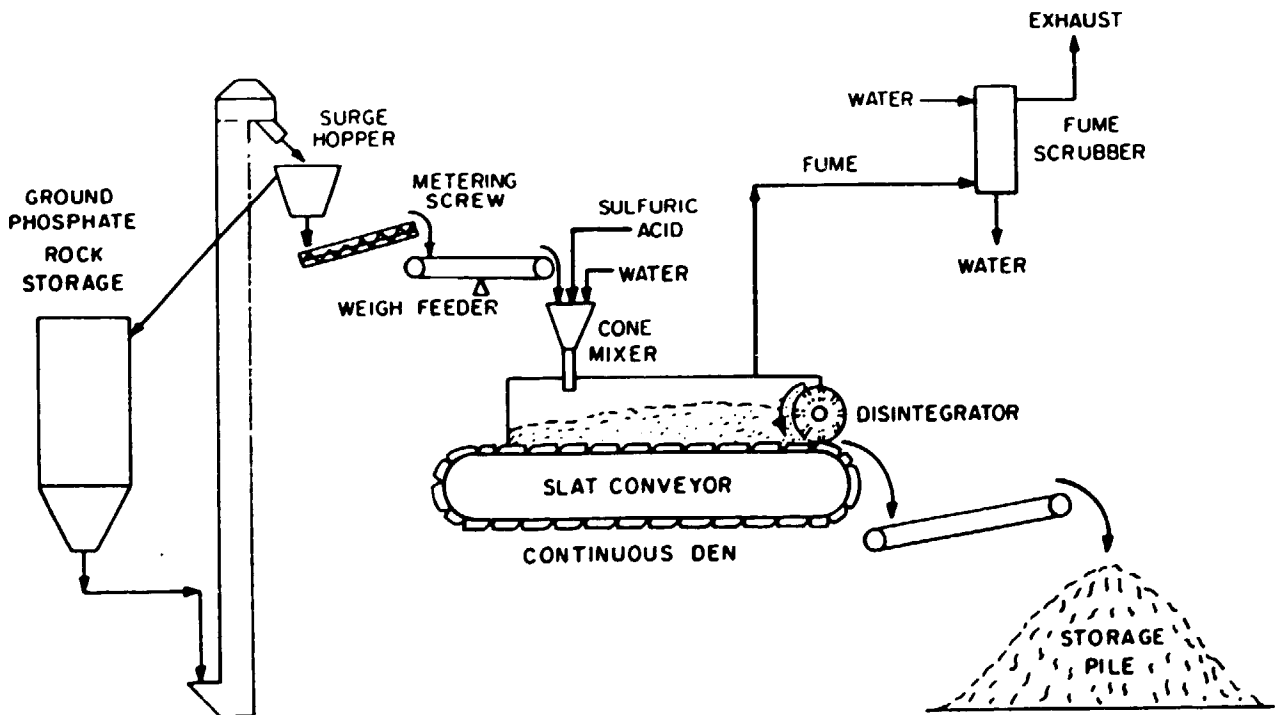 EXHAUST
WATER
FUME
SCRUBBER
FUME
WATER
SURGE
HOPPER
GROUND
PHOSPHATE
ROCK
STORAGE
METERING
SCREW
SULFURIC
ACID
WATER
WEIGH FEEDER
CONE
MIXER
DISINTEGRATOR
SLAT CONVEYOR
CONTINUOUS DEN
STORAGE
PILE